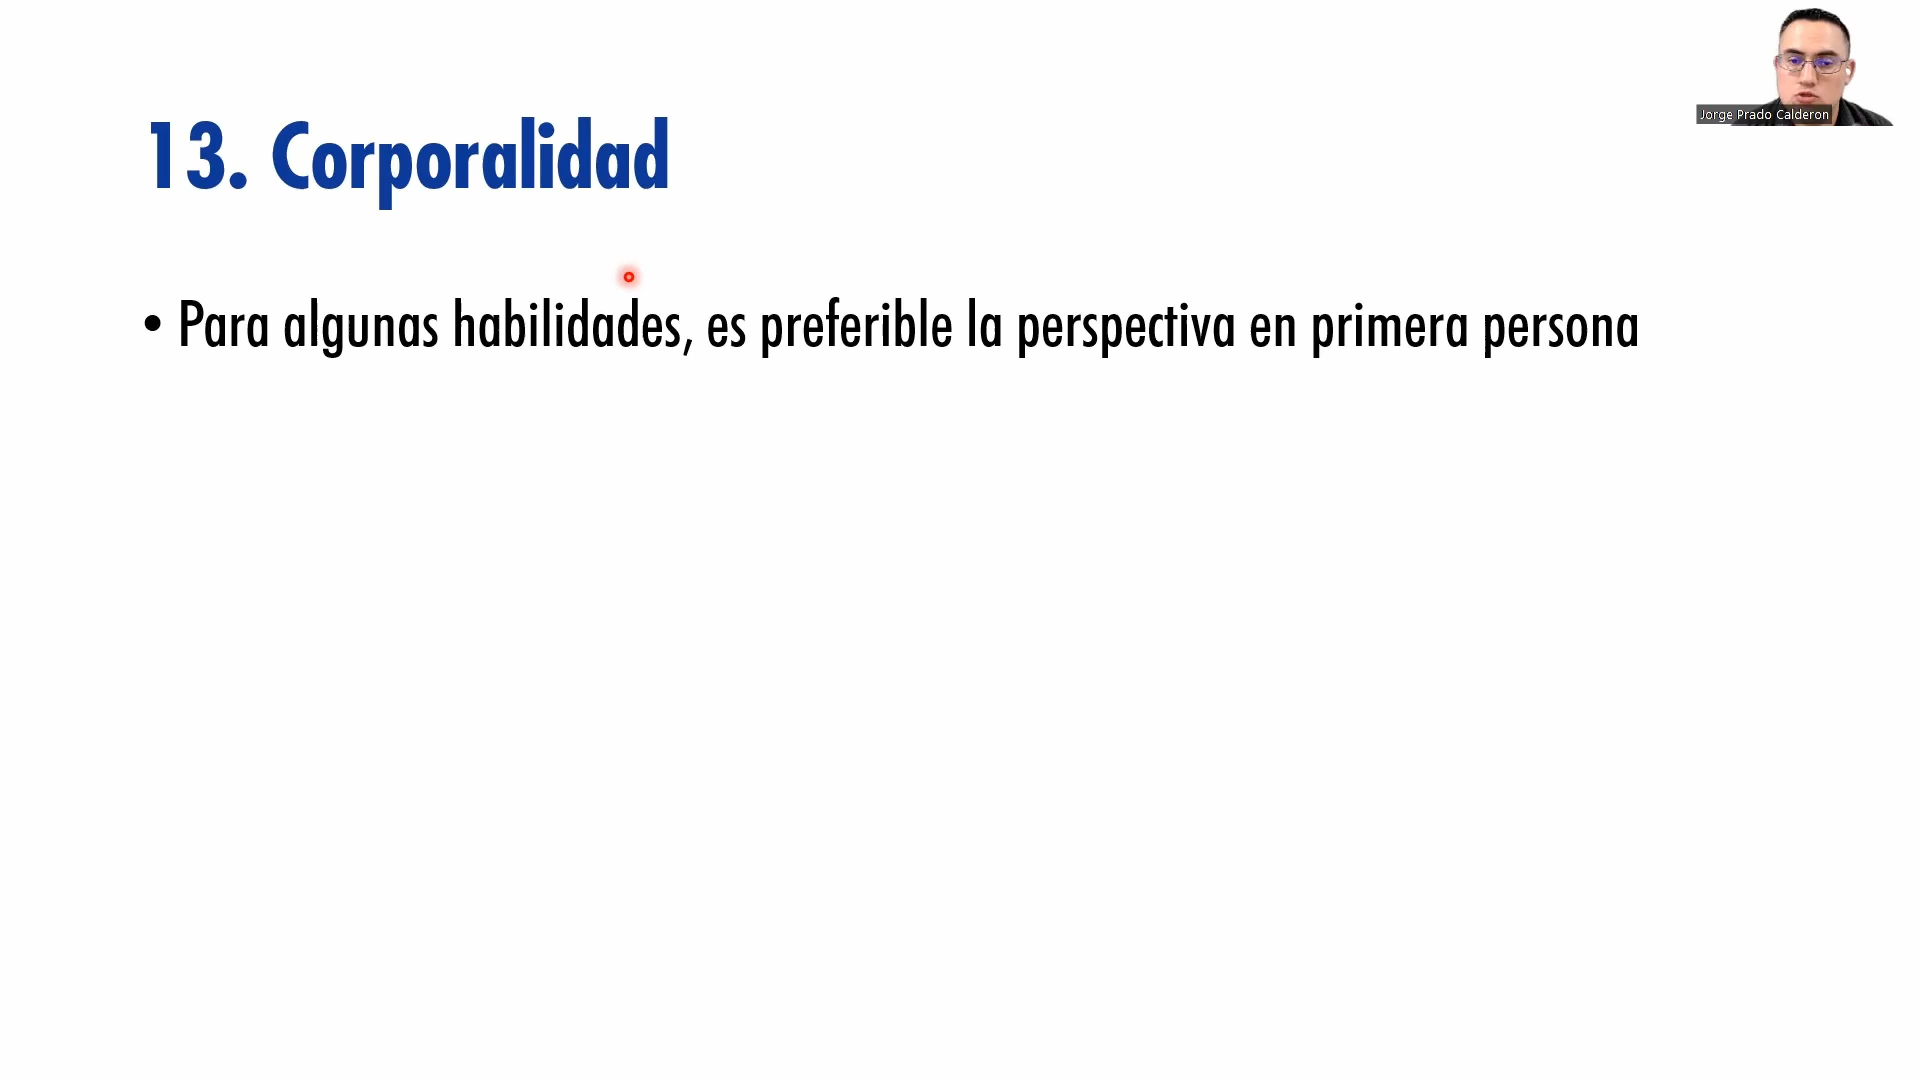 13. Corporalidad
Jorge Prado Calderon
• Para algunas habilidades, es preferible la perspectiva en primera persona